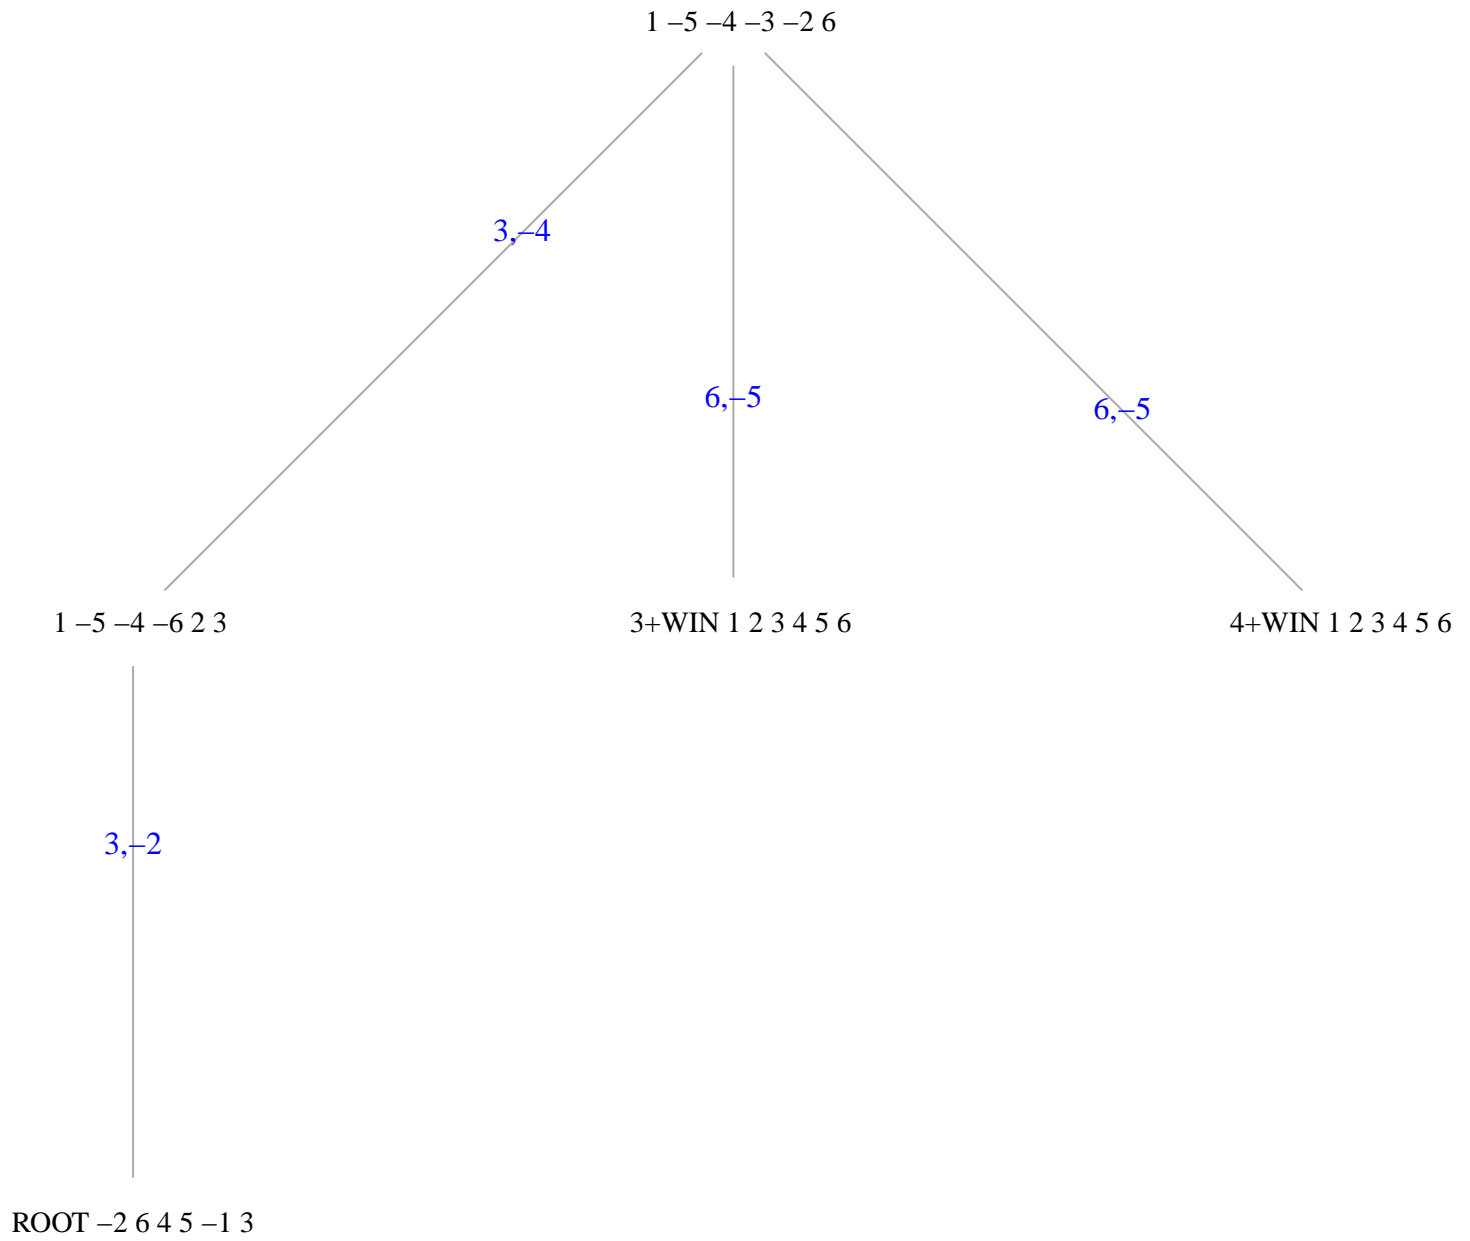 1 –5 –4 –3 –2 6
3,–4
6,–5
6,–5
1 –5 –4 –6 2 3
3+WIN 1 2 3 4 5 6
4+WIN 1 2 3 4 5 6
3,–2
ROOT –2 6 4 5 –1 3